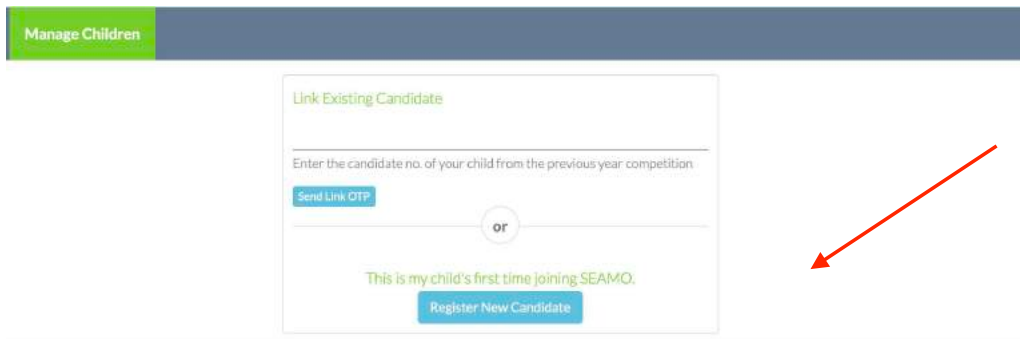 Manage Children
Link Existing Candidate
Enter the candidate no. of your child from the previous year competition
Send Link OTP
or
This is my child's first time joining SEAMO.
Register New Candidate